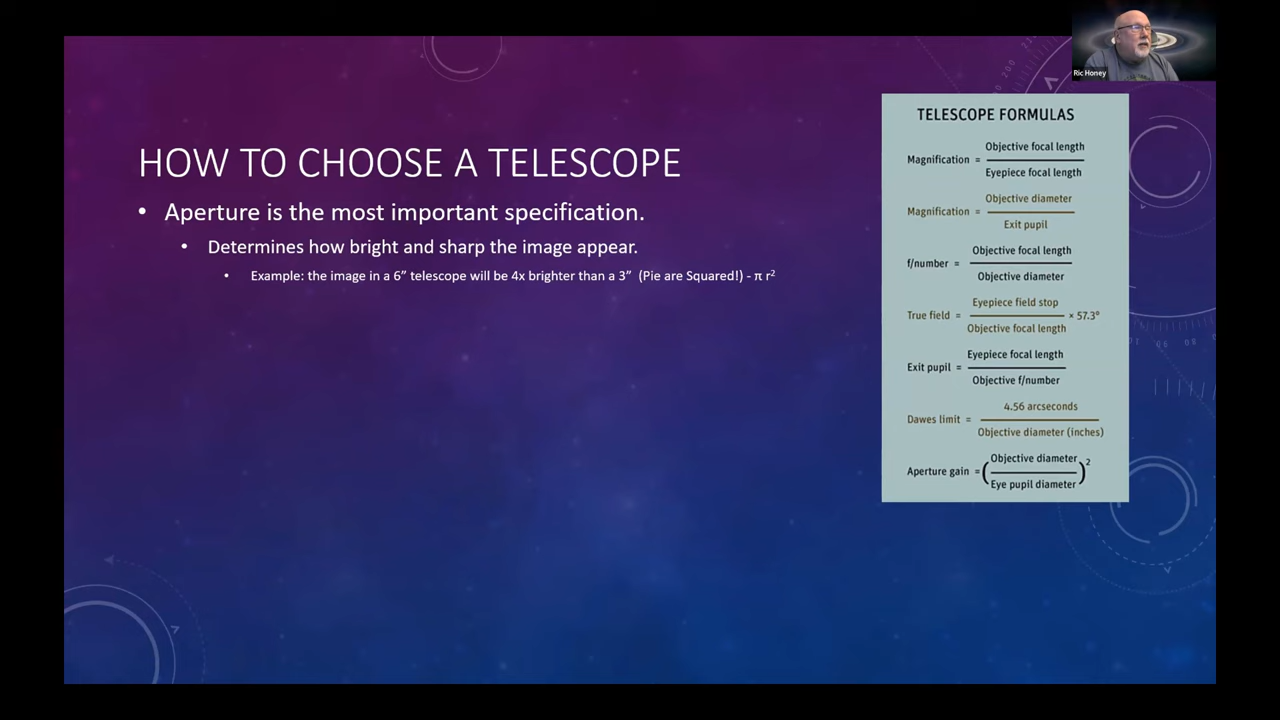 Ric Honey
HOW TO CHOOSE A TELESCOPE
• Aperture is the most important specification.
• Determines how bright and sharp the image appear.
• Example: the image in a 6” telescope will be 4x brighter than a 3” (Pie are Squared!) - π r²
TELESCOPE FORMULAS
Magnification = Objective focal length
Eyepiece focal length
Magnification = Objective diameter
Exit pupil
f/number = Objective focal length
Objective diameter
True field = Eyepiece field stop
Objective focal length × 57.3°
Exit pupil = Eyepiece focal length
Objective f/number
Dawes limit = 4.56 arcseconds
Objective diameter (inches)
Aperture gain = (Objective diameter
Eye pupil diameter)²